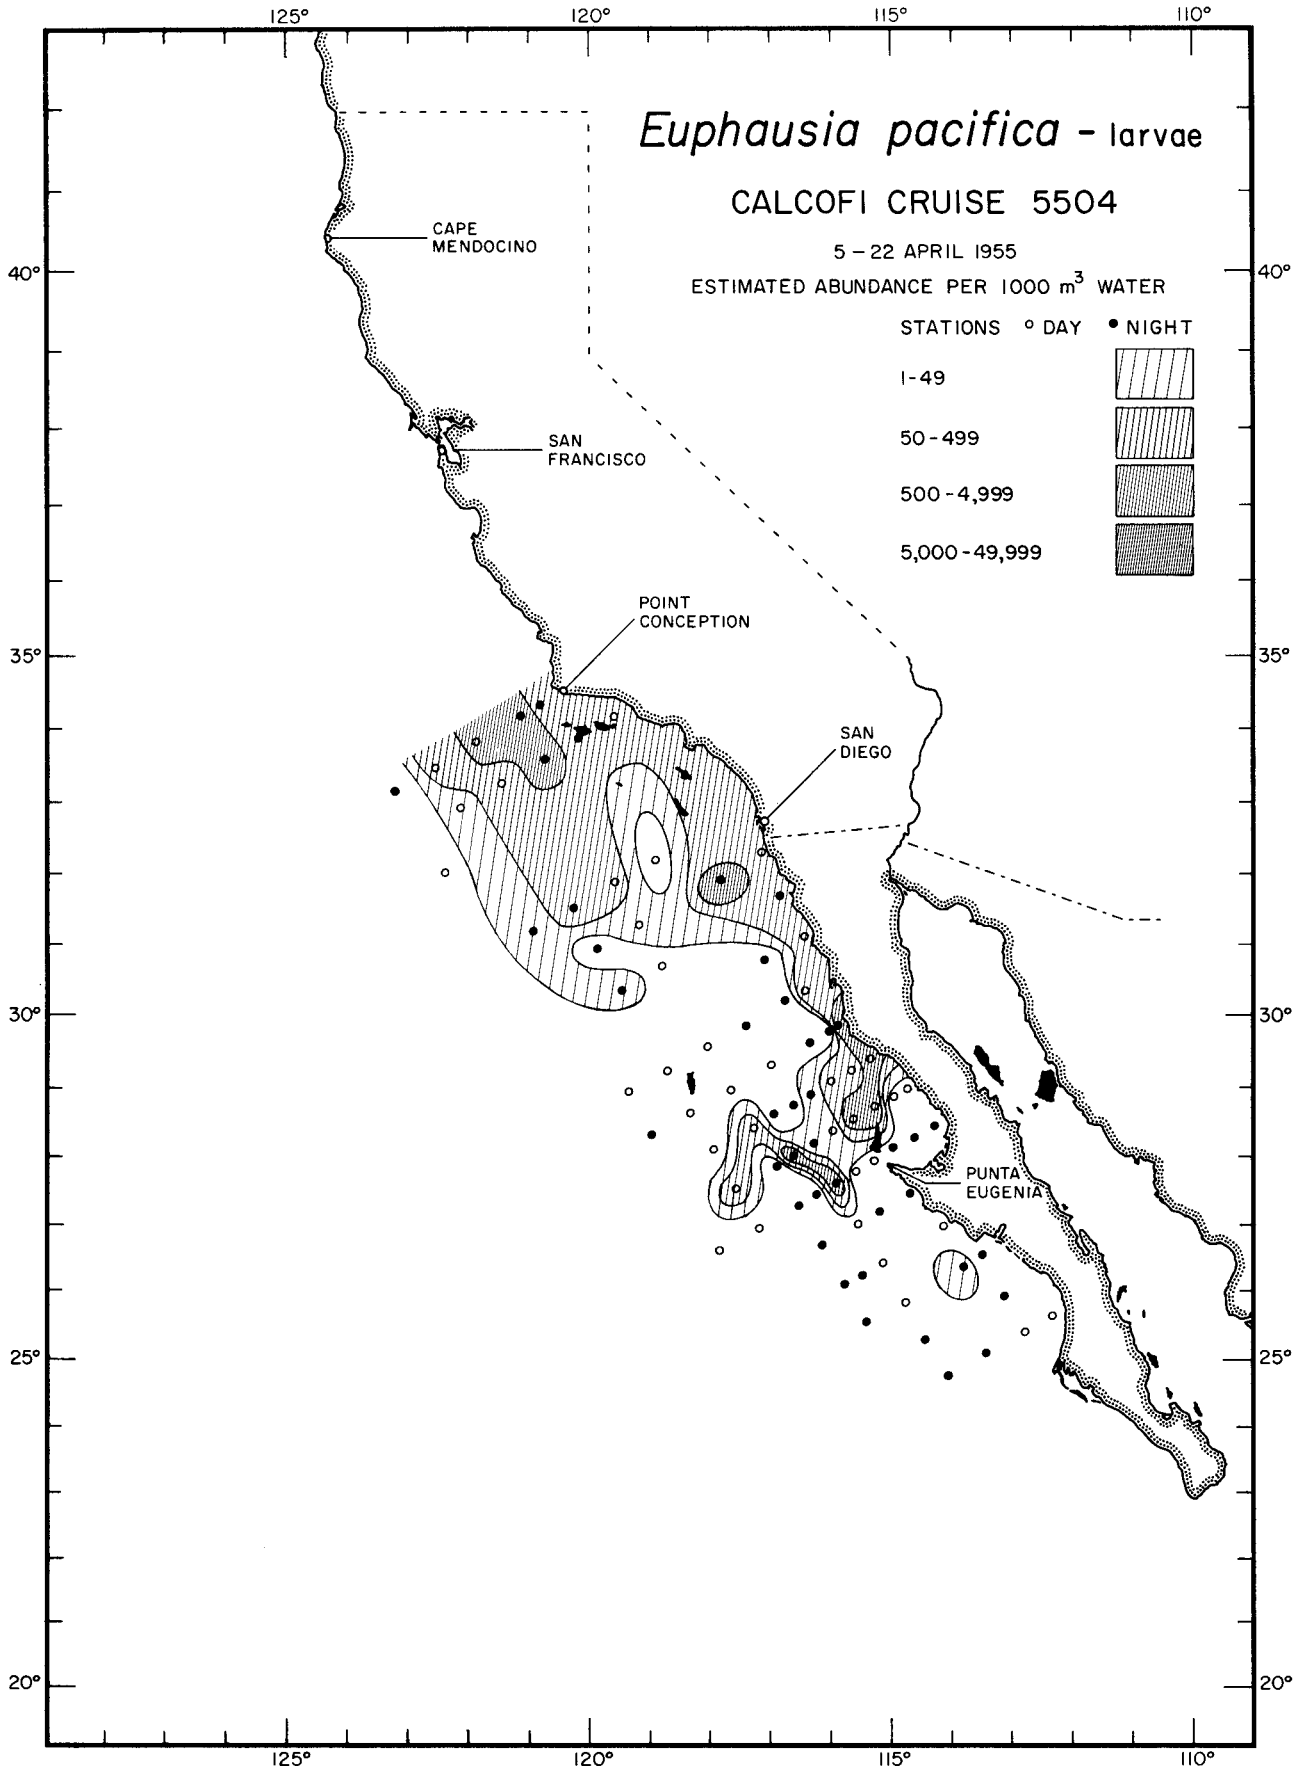 125° 120° 115° 110°
Euphausia pacifica - larvae
CALCOFI CRUISE 5504
5 – 22 APRIL 1955
ESTIMATED ABUNDANCE PER 1000 m³ WATER
STATIONS ○ DAY ● NIGHT
1-49
50-499
500-4,999
5,000-49,999
CAPE
MENDOCINO
40° 40°
SAN
FRANCISCO
POINT
CONCEPTION
35° 35°
SAN
DIEGO
30° 30°
PUNTA
EUGENIA
25° 25°
20° 20°
125° 120° 115° 110°